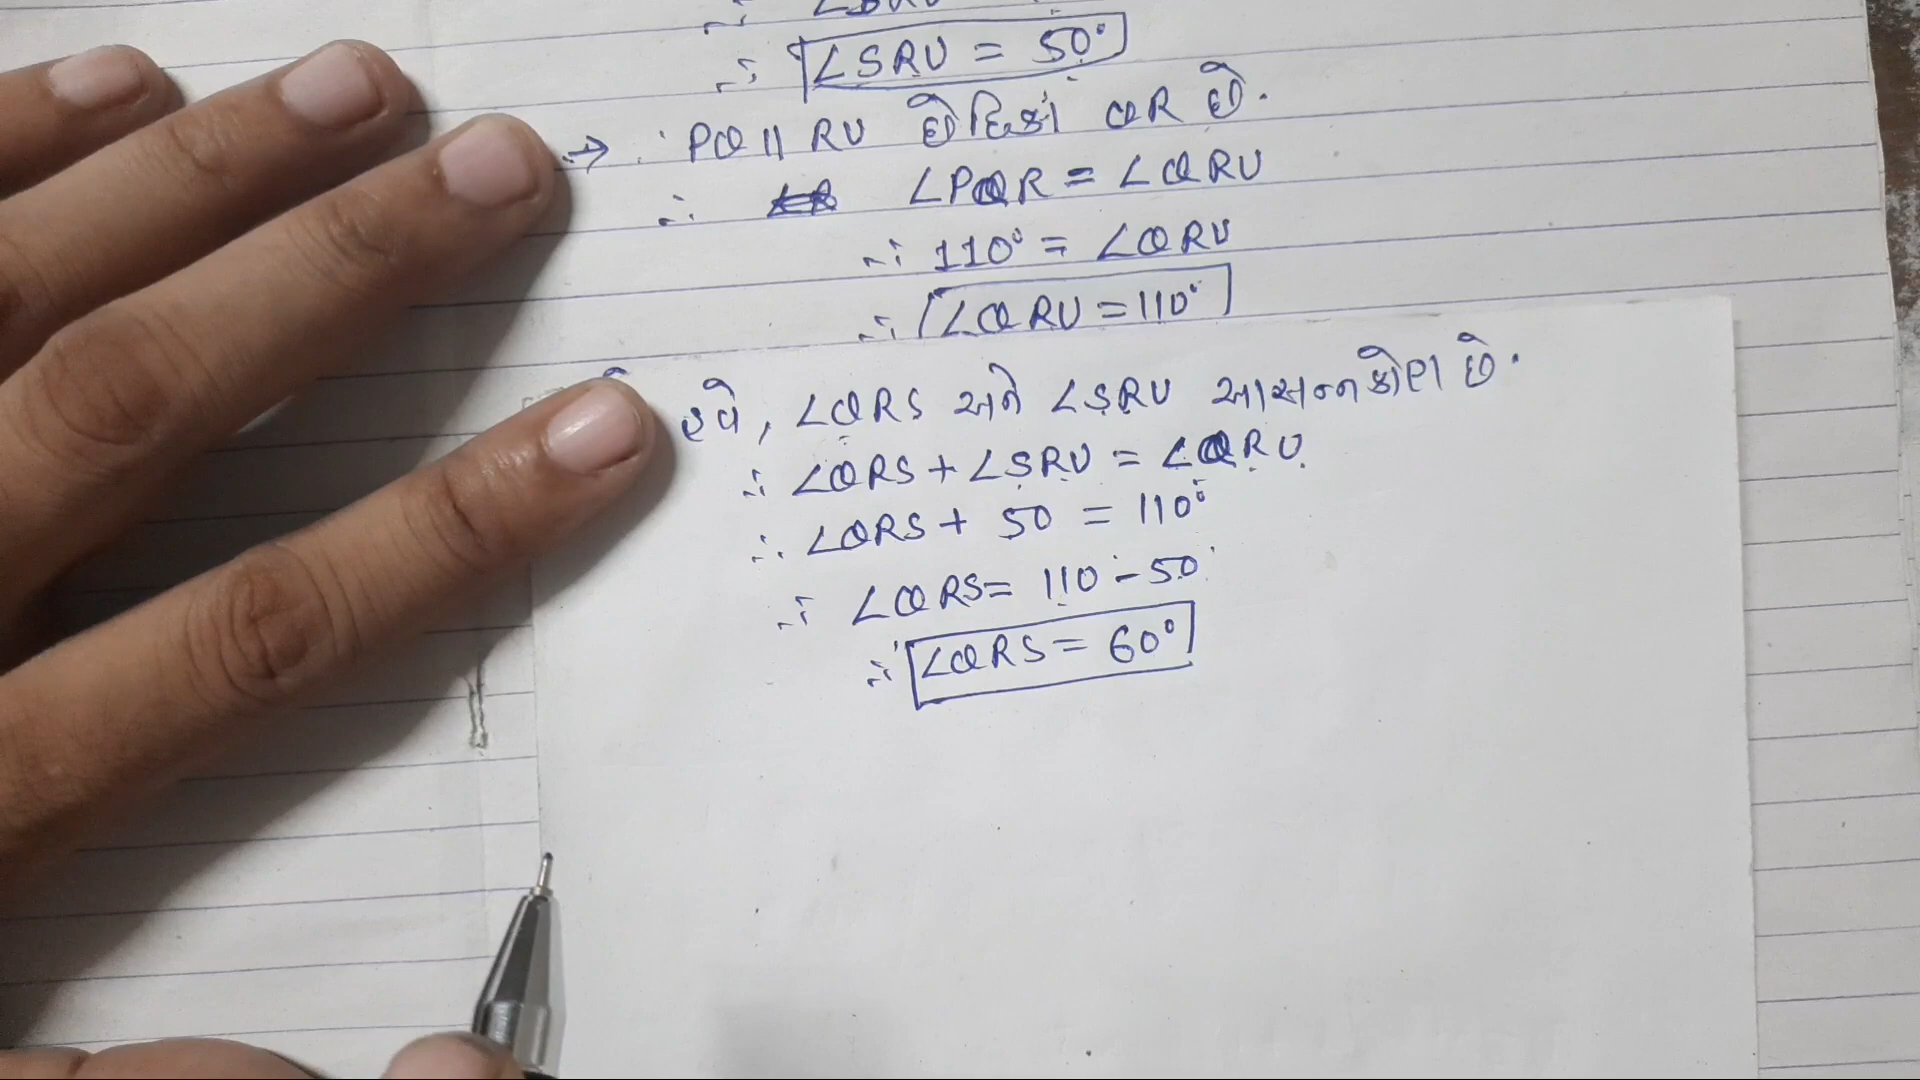 ∴ ∠SRU = 50°
→ ∴ PQ || RU છે. છેદિકા QR છે.
∴ ∠PQR = ∠QRU
∴ 110° = ∠QRU
∴ ∠QRU = 110°
હવે, ∠QRS અને ∠SRU આસન્નકોણ છે.
∴ ∠QRS + ∠SRU = ∠QRU
∴ ∠QRS + 50 = 110°
∴ ∠QRS = 110 - 50
∴ ∠QRS = 60°